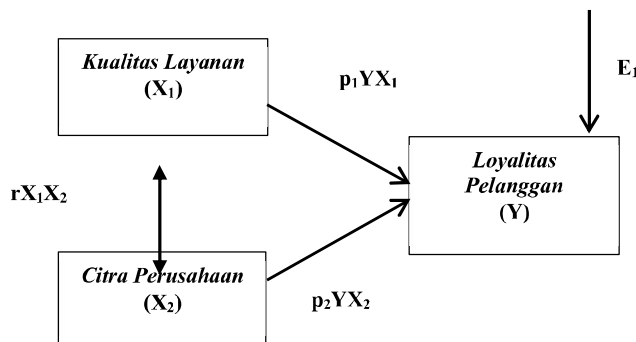 Kualitas Layanan
(X₁)
p₁YX₁
E₁
Loyalitas
Pelanggan
(Y)
rX₁X₂
Citra Perusahaan
(X₂)
p₂YX₂